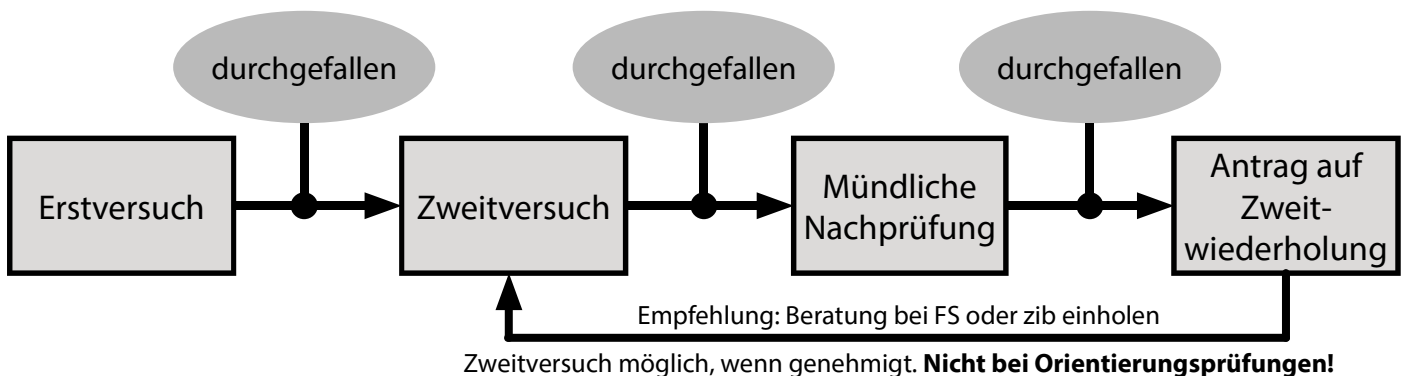 durchgefallen
durchgefallen
durchgefallen
Erstversuch
Zweitversuch
Mündliche
Nachprüfung
Antrag auf
Zweit-
wiederholung
Empfehlung: Beratung bei FS oder zib einholen
Zweitversuch möglich, wenn genehmigt. Nicht bei Orientierungsprüfungen!